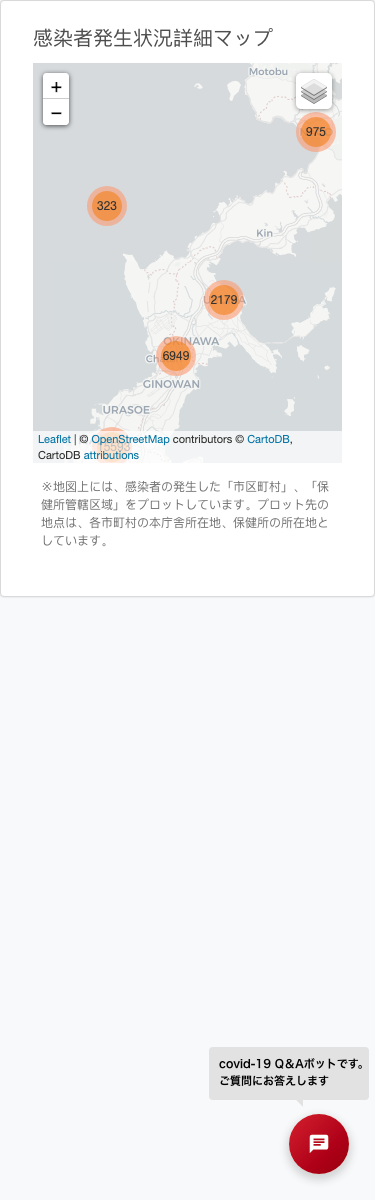 感染者発生状況詳細マップ
Motobu
+
−
975
323
Kin
2179
OKINAWA
6949
GINOWAN
URASOE
15593
Leaflet | © OpenStreetMap contributors © CartoDB,
CartoDB attributions
※地図上には、感染者の発生した「市区町村」、「保
健所管轄区域」をプロットしています。プロット先の
地点は、各市町村の本庁舎所在地、保健所の所在地と
しています。
covid-19 Q&Aボットです。
ご質問にお答えします